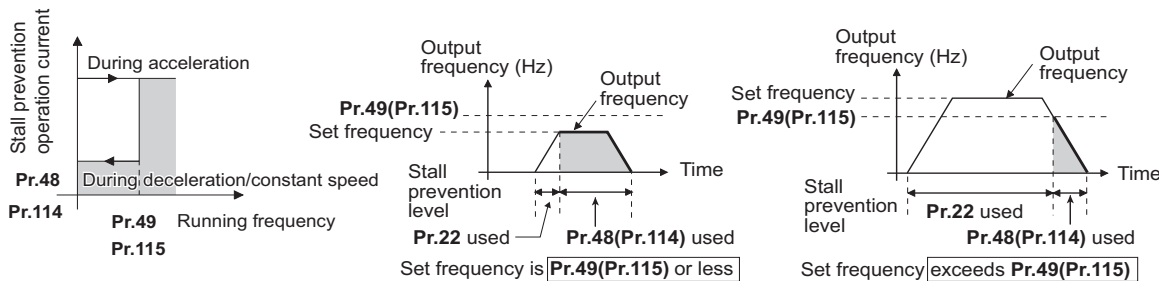 Stall prevention
operation current
During acceleration
Pr.48
During deceleration/constant speed
Pr.114
Pr.49
Running frequency
Pr.115
Output
frequency (Hz)
Output
frequency
Pr.49(Pr.115)
Set frequency
Time
Stall
prevention
level
Pr.22 used
Pr.48(Pr.114) used
Set frequency is Pr.49(Pr.115) or less
Output
frequency (Hz)
Output
frequency
Set frequency
Pr.49(Pr.115)
Time
Stall
prevention
level
Pr.22 used
Pr.48(Pr.114) used
Set frequency exceeds Pr.49(Pr.115)